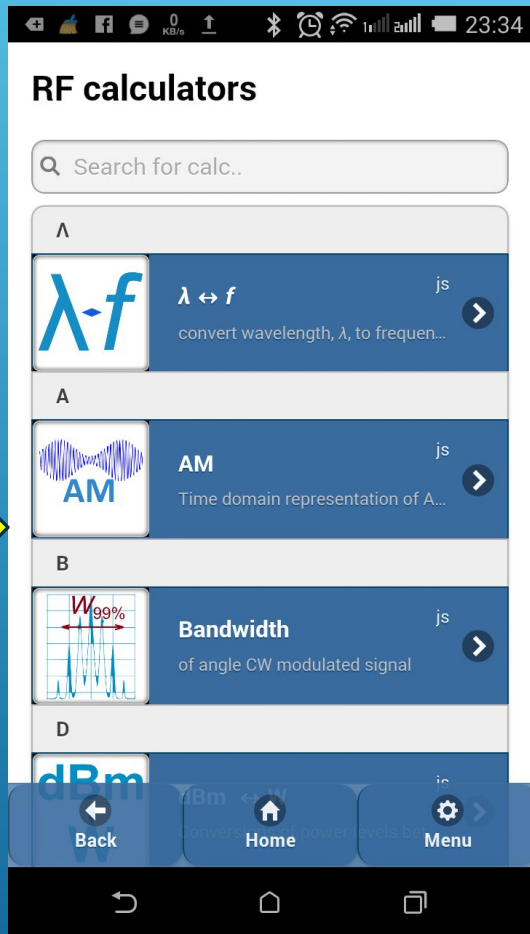 0 KB/s 23:34
RF calculators
Search for calc..
Λ
λ-f
λ ↔ f
js
convert wavelength, λ, to frequen...
A
AM
AM
js
Time domain representation of A...
B
W99%
Bandwidth
js
of angle CW modulated signal
D
dBm
W
dBm ↔ W
js
Conversions of power levels be
Back
Home
Menu